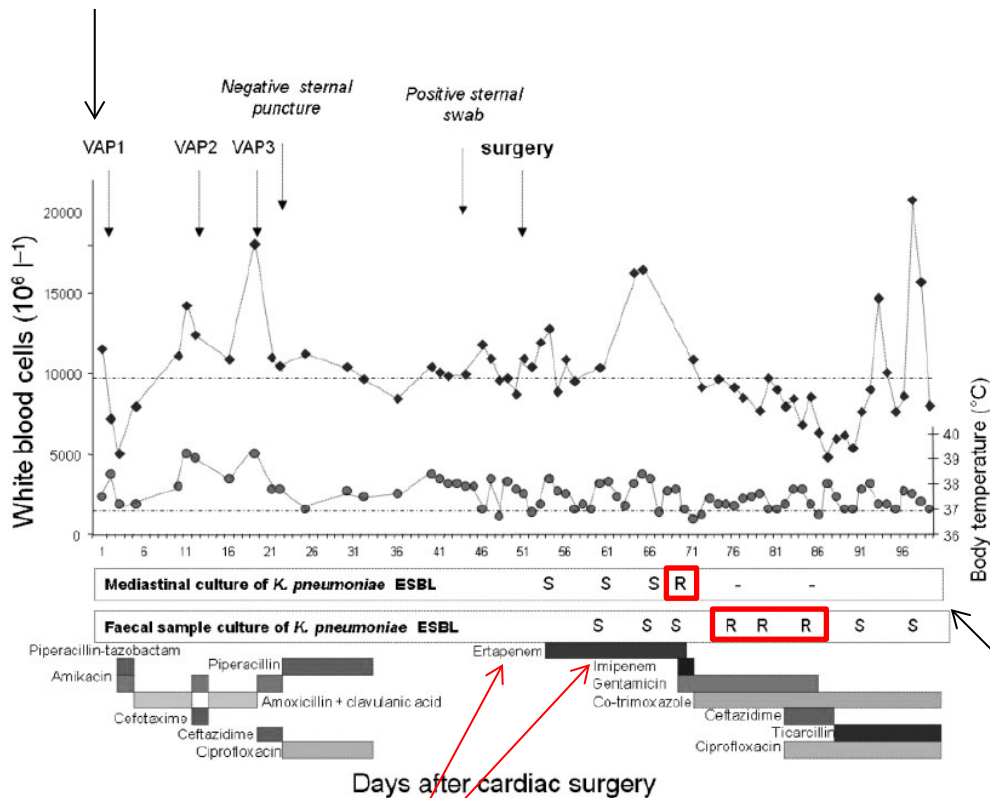 Negative sternal
puncture
Positive sternal
swab
VAP1 VAP2 VAP3 surgery
White blood cells (10⁶ l⁻¹)
20000
15000
10000
5000
0
40
39
38
37
36
Body temperature (°C)
1 6 11 16 21 26 31 36 41 46 51 56 61 66 71 76 81 86 91 96
Mediastinal culture of K. pneumoniae ESBL S S S R - -
Faecal sample culture of K. pneumoniae ESBL S S S R R R S S
Piperacillin-tazobactam
Ertapenem
Piperacillin
Imipenem
Amikacin
Gentamicin
Amoxicillin + clavulanic acid
Co-trimoxazole
Cefotaxime
Ceftazidime
Ceftazidime
Ticarcillin
Ciprofloxacin
Ciprofloxacin
Days after cardiac surgery